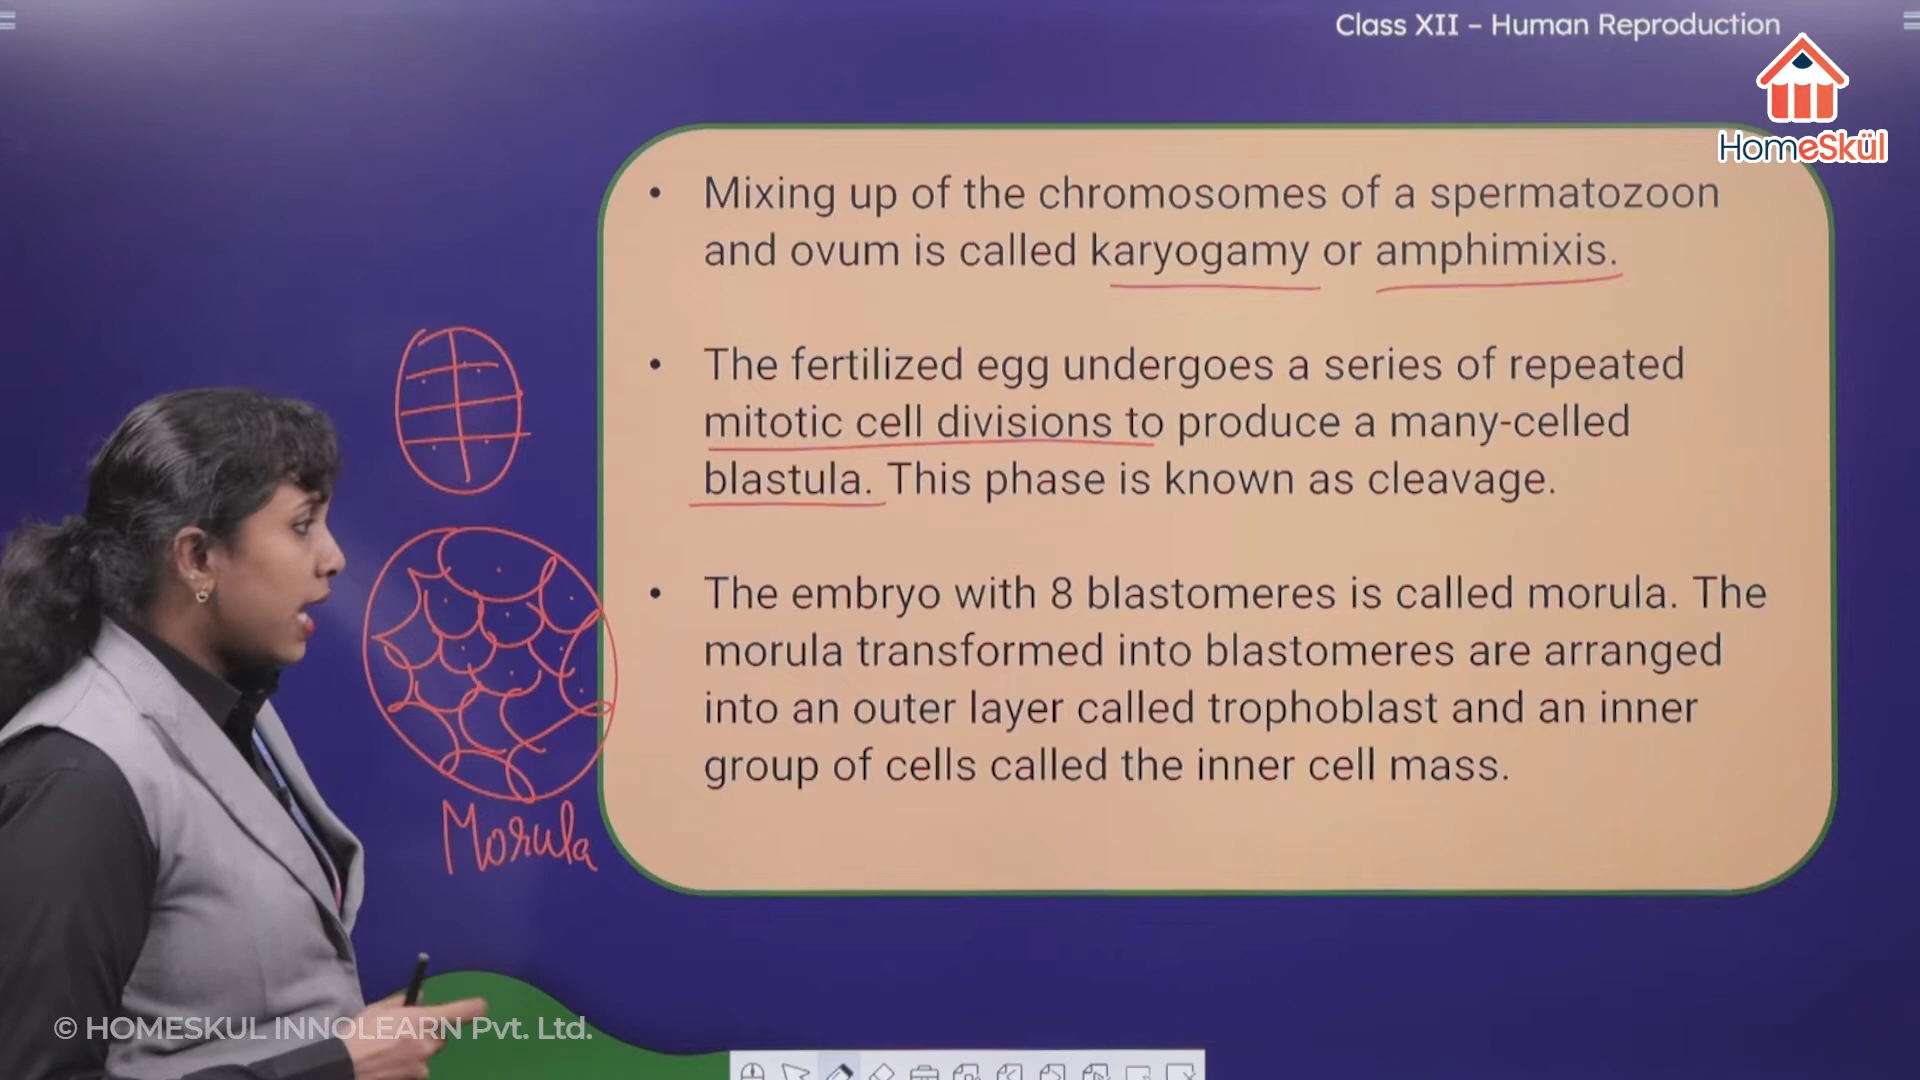 Class XII – Human Reproduction
HomeSkül
• Mixing up of the chromosomes of a spermatozoon
and ovum is called karyogamy or amphimixis.
• The fertilized egg undergoes a series of repeated
mitotic cell divisions to produce a many-celled
blastula. This phase is known as cleavage.
• The embryo with 8 blastomeres is called morula. The
morula transformed into blastomeres are arranged
into an outer layer called trophoblast and an inner
group of cells called the inner cell mass.
Morula
© HOMESKUL INNOLEARN Pvt. Ltd.